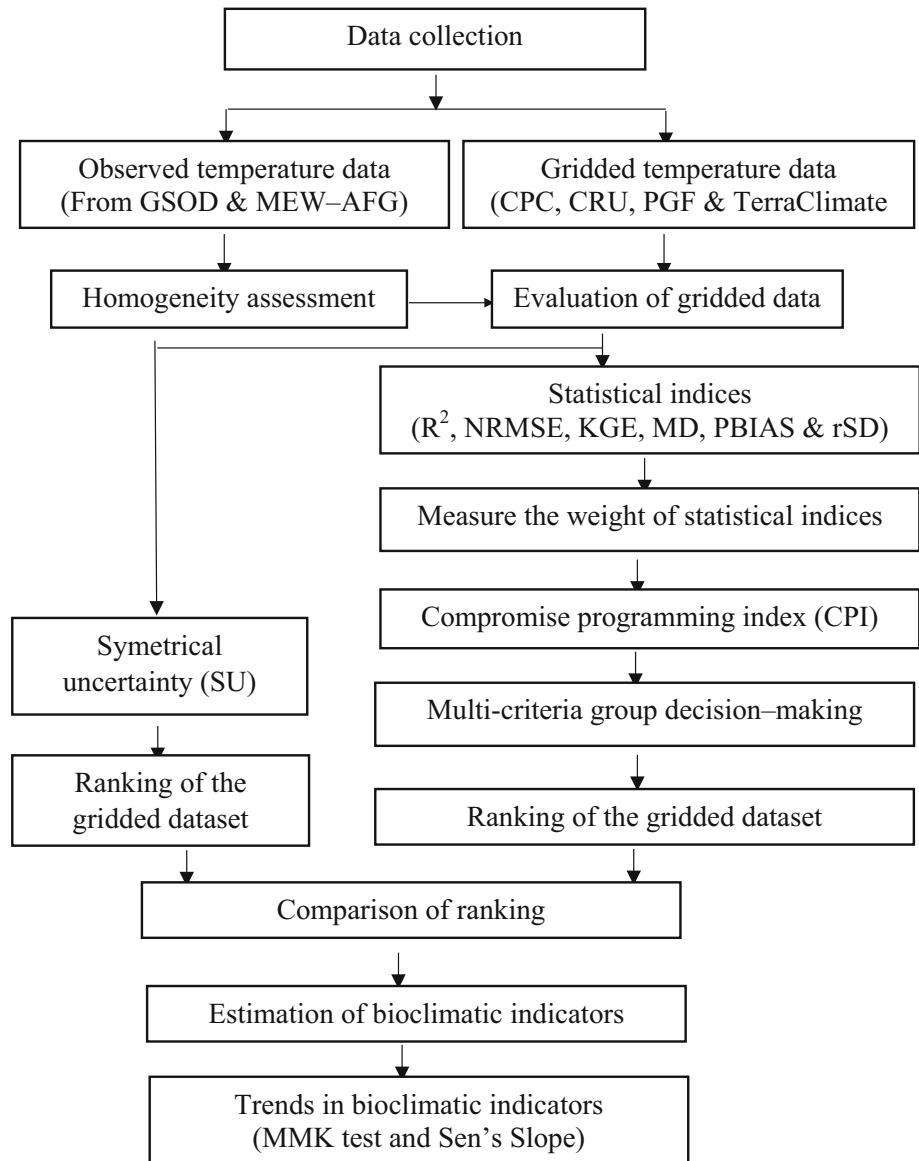 Data collection
Observed temperature data
(From GSOD & MEW–AFG)
Gridded temperature data
(CPC, CRU, PGF & TerraClimate
Homogeneity assessment
Evaluation of gridded data
Statistical indices
(R², NRMSE, KGE, MD, PBIAS & rSD)
Measure the weight of statistical indices
Compromise programming index (CPI)
Symetrical
uncertainty (SU)
Multi-criteria group decision–making
Ranking of the
gridded dataset
Ranking of the gridded dataset
Comparison of ranking
Estimation of bioclimatic indicators
Trends in bioclimatic indicators
(MMK test and Sen’s Slope)